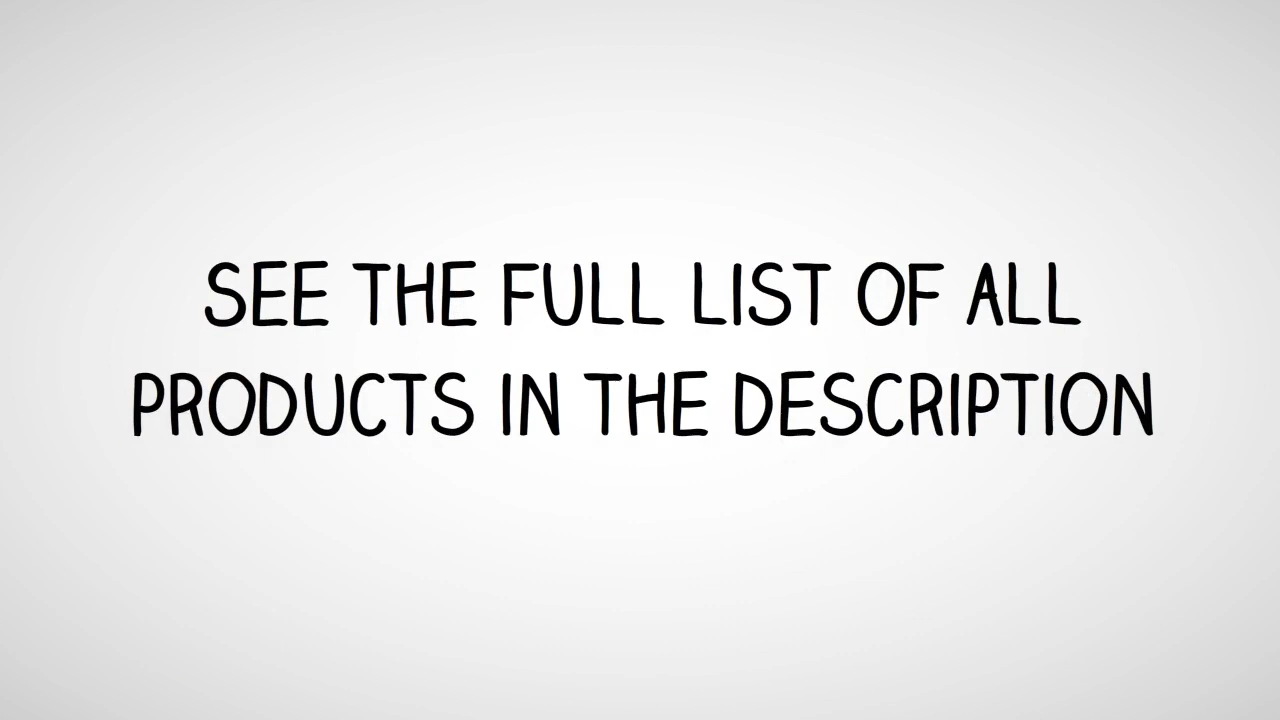 SEE THE FULL LIST OF ALL
PRODUCTS IN THE DESCRIPTION